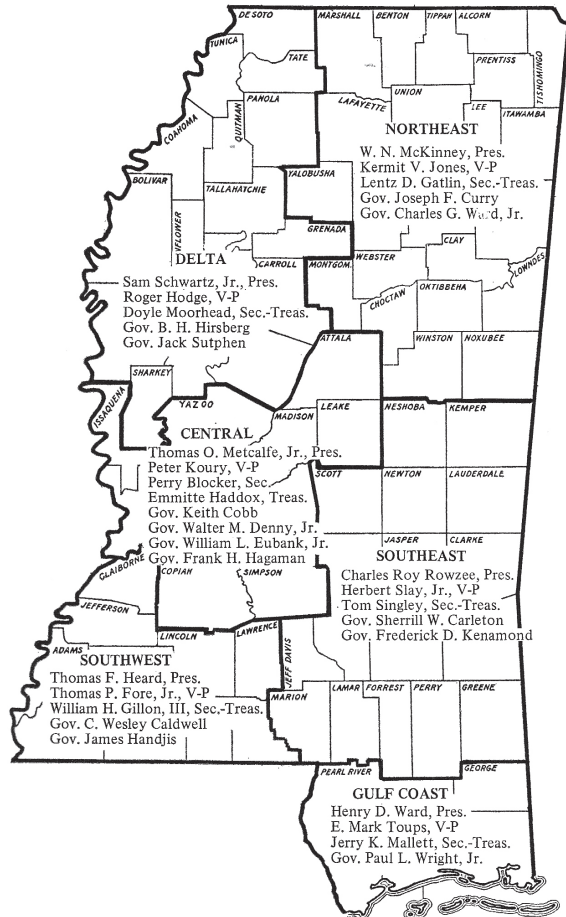 DE SOTO
MARSHALL
BENTON
TIPPAH
ALCORN
TUNICA
TATE
PRENTISS
TISHOMINGO
PANOLA
UNION
LAFAYETTE
LEE
ITAWAMBA
COAHOMA
QUITMAN
NORTHEAST
W. N. McKinney, Pres.
Kermit V. Jones, V-P
Lentz D. Gatlin, Sec.-Treas.
Gov. Joseph F. Curry
Gov. Charles G. Ward, Jr.
YALOBUSHA
BOLIVAR
TALLAHATCHIE
GRENADA
NFLOWER
CLAY
DELTA
CARROLL
MONTGOM.
WEBSTER
LOWNDES
Sam Schwartz, Jr., Pres.
Roger Hodge, V-P
Doyle Moorhead, Sec.-Treas.
Gov. B. H. Hirsberg
Gov. Jack Sutphen
CHOCTAW
OKTIBBEHA
ATTALA
WINSTON
NOXUBEE
SHARKEY
ISSAQUENA
YAZOO
MADISON
LEAKE
NESHOBA
KEMPER
CENTRAL
Thomas O. Metcalfe, Jr., Pres.
Peter Koury, V-P
Perry Blocker, Sec.
Emmitte Haddox, Treas.
Gov. Keith Cobb
Gov. Walter M. Denny, Jr.
Gov. William L. Eubank, Jr.
Gov. Frank H. Hagaman
SCOTT
NEWTON
LAUDERDALE
JASPER
CLARKE
CLAIBORNE
COPIAH
SIMPSON
SOUTHEAST
Charles Roy Rowzee, Pres.
Herbert Slay, Jr., V-P
Tom Singley, Sec.-Treas.
Gov. Sherrill W. Carleton
Gov. Frederick D. Kenamond
JEFFERSON
ADAMS
LINCOLN
LAWRENCE
JEFF DAVIS
SOUTHWEST
Thomas F. Heard, Pres.
Thomas P. Fore, Jr., V-P
William H. Gillon, III, Sec.-Treas.
Gov. C. Wesley Caldwell
Gov. James Handjis
MARION
LAMAR
FORREST
PERRY
GREENE
PEARL RIVER
GEORGE
GULF COAST
Henry D. Ward, Pres.
E. Mark Toups, V-P
Jerry K. Mallett, Sec.-Treas.
Gov. Paul L. Wright, Jr.